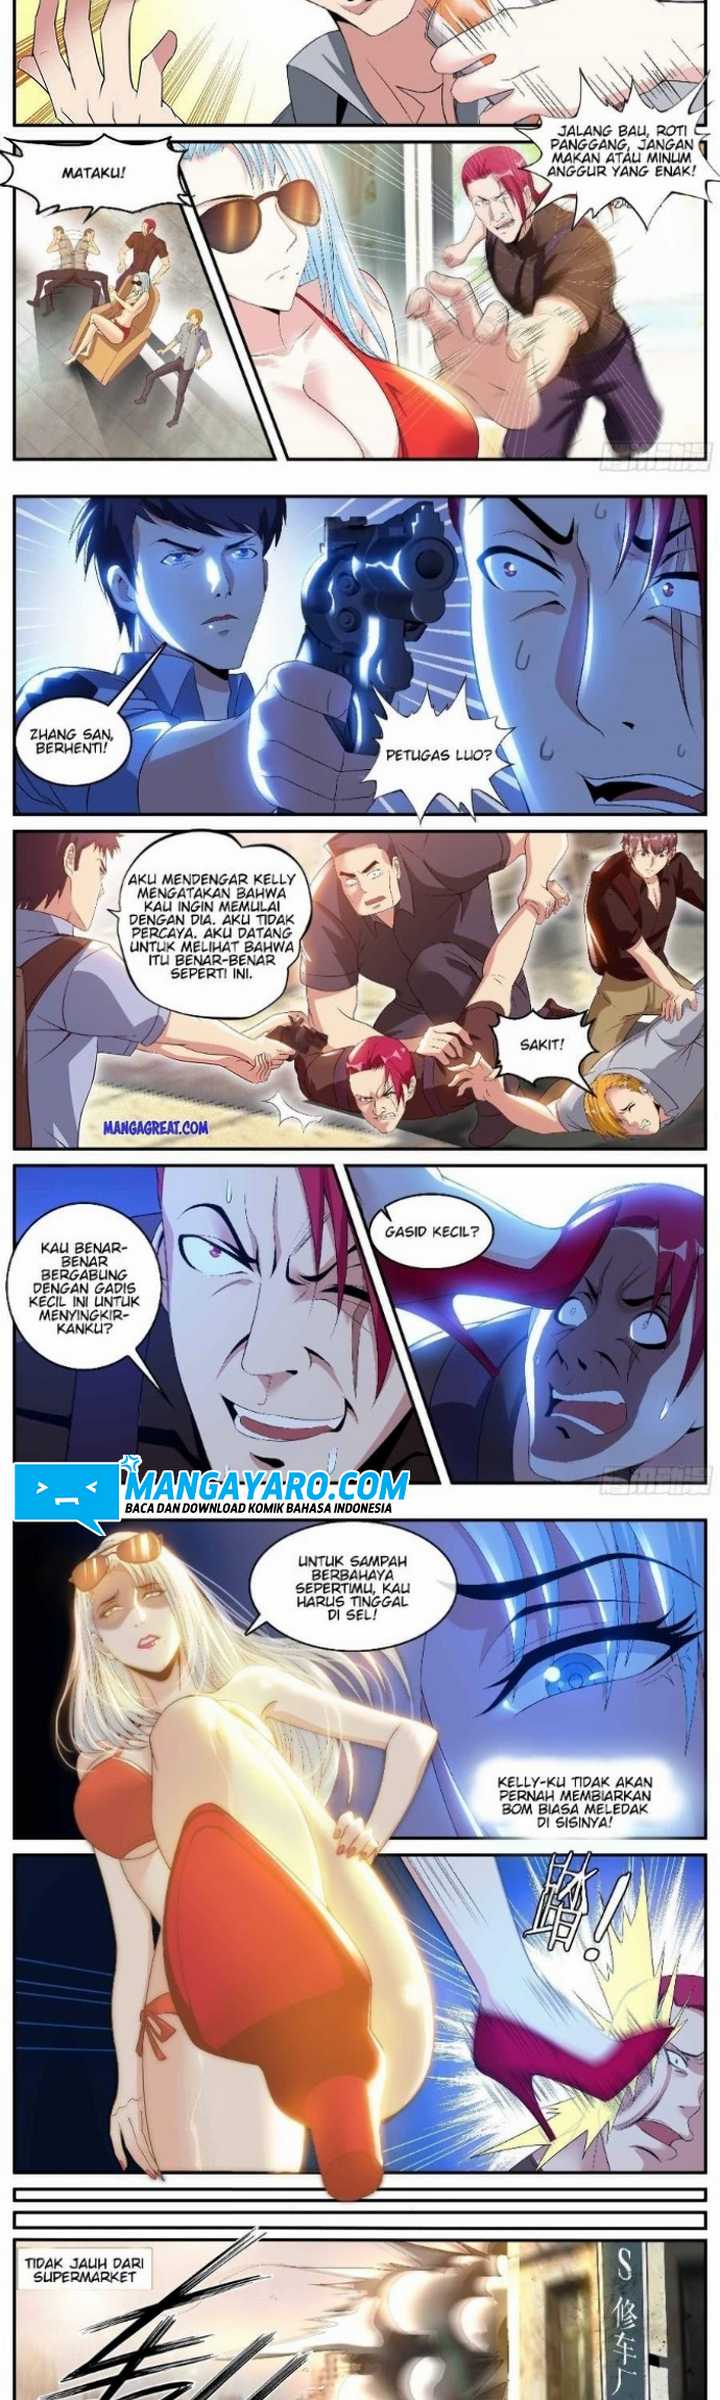 JALANG BAU, ROTI
PANGGANG, JANGAN
MAKAN ATAU MINUM
ANGGUR YANG ENAK!
MATAKU!
ZHANG SAN,
BERHENTI!
PETUGAS LUO?
AKU MENDENGAR KELLY
MENGATAKAN BAHWA
KAU INGIN MEMULAI
DENGAN DIA. AKU TIDAK
PERCAYA. AKU DATANG
UNTUK MELIHAT BAHWA
ITU BENAR-BENAR
SEPERTI INI.
SAKIT!
MANGAGREAT.COM
KAU BENAR-
BENAR
BERGABUNG
DENGAN GADIS
KECIL INI UNTUK
MENYINGKIR-
KANKU?
GASID KECIL?
MANGAYARO.COM
BACA DAN DOWNLOAD KOMIK BAHASA INDONESIA
UNTUK SAMPAH
BERBAHAYA
SEPERTIMU, KAU
HARUS TINGGAL
DI SEL!
KELLY-KU TIDAK AKAN
PERNAH MEMBIARKAN
BOM BIASA MELEDAK
DI SISINYA!
踏!
TIDAK JAUH DARI
SUPERMARKET
S修车厂